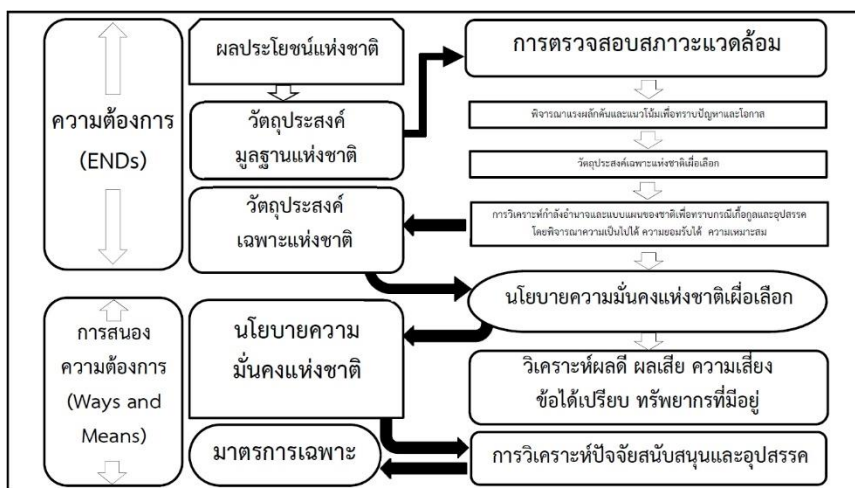 ความต้องการ
(ENDs)
ผลประโยชน์แห่งชาติ
วัตถุประสงค์
มูลฐานแห่งชาติ
วัตถุประสงค์
เฉพาะแห่งชาติ
การตรวจสอบสภาวะแวดล้อม
พิจารณาแรงผลักดันและแนวโน้มเพื่อทราบปัญหาและโอกาส
วัตถุประสงค์เฉพาะแห่งชาติเผื่อเลือก
การวิเคราะห์กำลังอำนาจและแบบแผนของชาติเพื่อทราบกรณีเกื้อกูลและอุปสรรค
โดยพิจารณาความเป็นไปได้ ความยอมรับได้ ความเหมาะสม
นโยบายความมั่นคงแห่งชาติเผื่อเลือก
การสนอง
ความต้องการ
(Ways and
Means)
นโยบายความ
มั่นคงแห่งชาติ
มาตรการเฉพาะ
วิเคราะห์ผลดี ผลเสีย ความเสี่ยง
ข้อได้เปรียบ ทรัพยากรที่มีอยู่
การวิเคราะห์ปัจจัยสนับสนุนและอุปสรรค